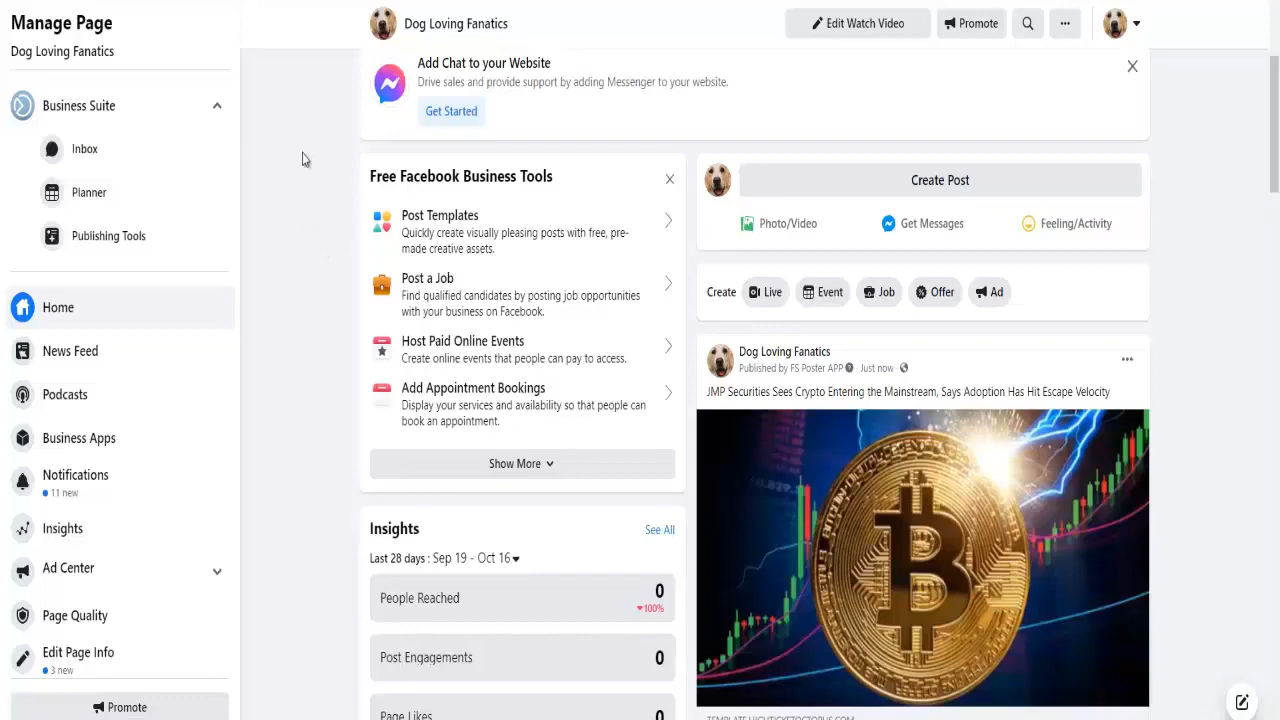 Manage Page
Dog Loving Fanatics
Business Suite
Inbox
Planner
Publishing Tools
Home
News Feed
Podcasts
Business Apps
Notifications
11 new
Insights
Ad Center
Page Quality
Edit Page Info
3 new
Promote
Dog Loving Fanatics
Edit Watch Video
Promote
Add Chat to your Website
Drive sales and provide support by adding Messenger to your website.
Get Started
Free Facebook Business Tools
Post Templates
Quickly create visually pleasing posts with free, pre-
made creative assets.
Post a Job
Find qualified candidates by posting job opportunities
with your business on Facebook.
Host Paid Online Events
Create online events that people can pay to access.
Add Appointment Bookings
Display your services and availability so that people can
book an appointment.
Show More
Insights
See All
Last 28 days : Sep 19 - Oct 16
People Reached
0
100%
Post Engagements
0
Page Likes
0
Create Post
Photo/Video
Get Messages
Feeling/Activity
Create
Live
Event
Job
Offer
Ad
Dog Loving Fanatics
Published by FS Poster APP
Just now
JMP Securities Sees Crypto Entering the Mainstream, Says Adoption Has Hit Escape Velocity